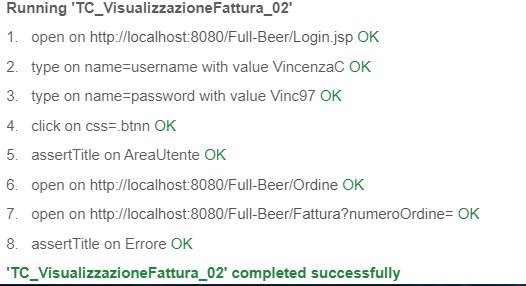 Running 'TC_VisualizzazioneFattura_02'
1. open on http://localhost:8080/Full-Beer/Login.jsp OK
2. type on name=username with value VincenzaC OK
3. type on name=password with value Vinc97 OK
4. click on css=.btnn OK
5. assertTitle on AreaUtente OK
6. open on http://localhost:8080/Full-Beer/Ordine OK
7. open on http://localhost:8080/Full-Beer/Fattura?numeroOrdine= OK
8. assertTitle on Errore OK
'TC_VisualizzazioneFattura_02' completed successfully